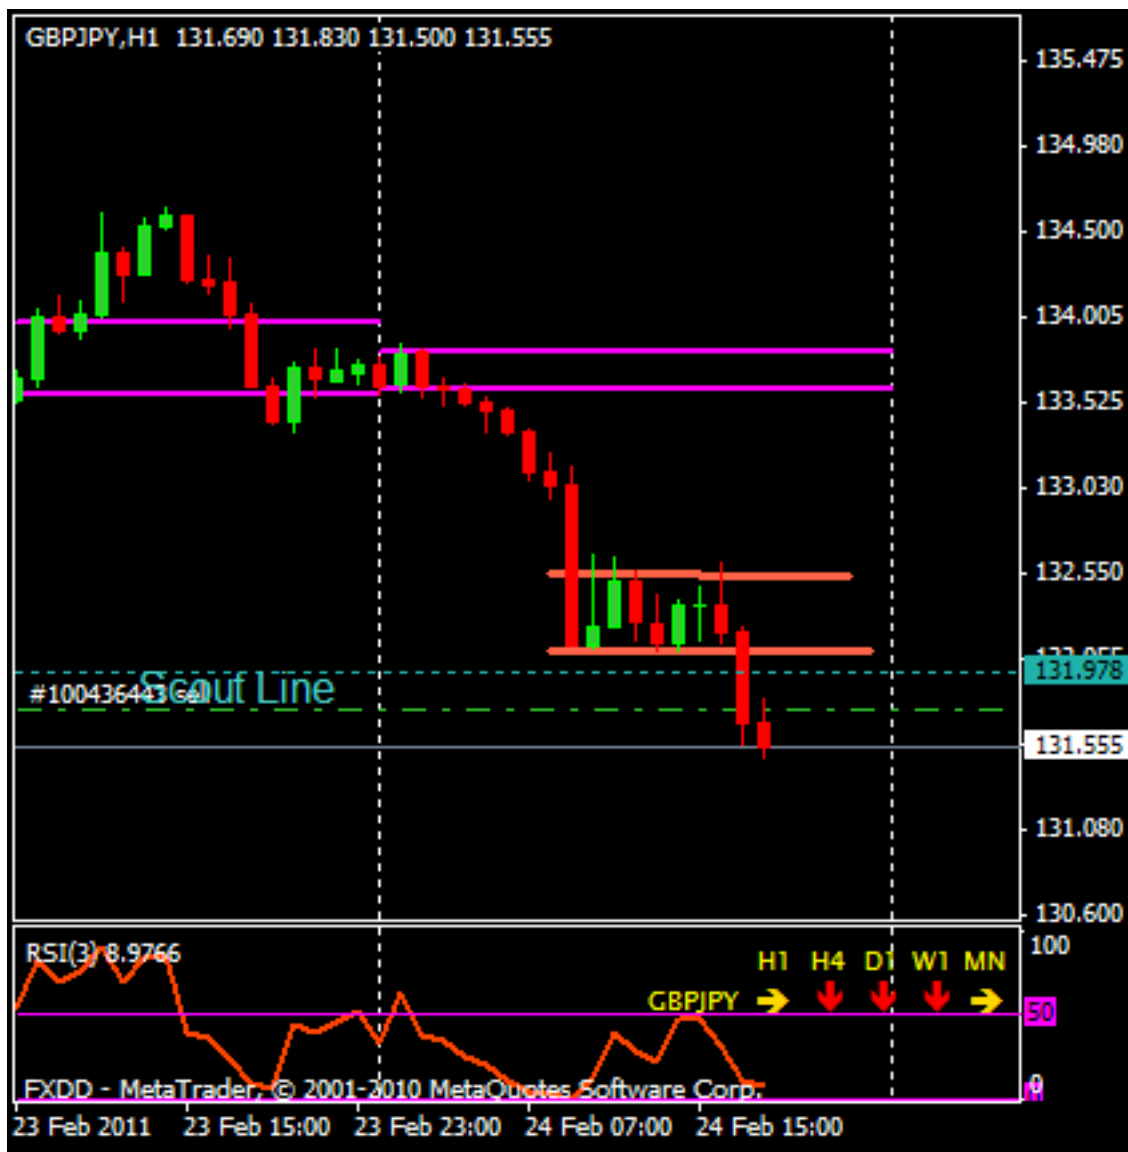 GBPJPY,H1 131.690 131.830 131.500 131.555
135.475
134.980
134.500
134.005
133.525
133.030
132.550
131.978
#100436443 sell
Scout Line
131.555
131.080
130.600
RSI(3) 8.9766
100
H1 H4 D1 W1 MN
GBPJPY
50
0
FXDD - MetaTrader, © 2001-2010 MetaQuotes Software Corp.
23 Feb 2011 23 Feb 15:00 23 Feb 23:00 24 Feb 07:00 24 Feb 15:00